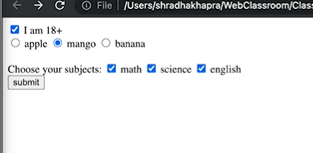 File /Users/shradhakhapra/WebClassroom/Class
I am 18+
apple mango banana
Choose your subjects: math science english
submit